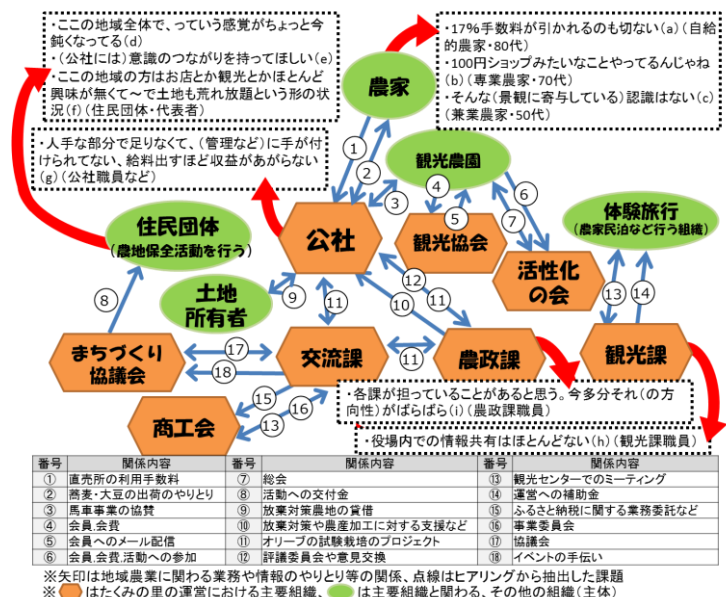 ・ここの地域全体で、っていう感覚がちょっと今
鈍くなってる(d)
・(公社には)意識のつながりを持ってほしい(e)
・ここの地域の方はお店とか観光とかほとんど
興味が無くて～で土地も荒れ放題という形の状
況(f)(住民団体・代表者)
・17%手数料が引かれるのも切ない(a)(自給
的農家・80代)
・100円ショップみたいなことやってるんじゃね
(b)(専業農家・70代)
・そんな(景観に寄与している)認識はない(c)
(兼業農家・50代)
・人手な部分で足りなくて、(管理など)に手が付
けられてない、給料出すほど収益があがらない
(g)(公社職員など)
農家
①
②
③
観光農園
④
⑤
⑥
⑦
住民団体
(農地保全活動を行う)
公社
観光協会
活性化
の会
体験旅行
(農家民泊など行う組織)
⑧
土地
所有者
⑨
⑪
⑩
⑫
⑪
⑬
⑭
まちづくり
協議会
⑰
⑱
交流課
⑪
農政課
観光課
商工会
⑮
⑬
⑯
・各課が担っていることがあると思う。今多分それ(の方
向性)がばらばら(i)(農政課職員)
・役場内での情報共有はほとんどない(h)(観光課職員)
番号 関係内容 番号 関係内容 番号 関係内容
① 直売所の利用手数料 ⑦ 総会 ⑬ 観光センターでのミーティング
② 蕎麦・大豆の出荷のやりとり ⑧ 活動への交付金 ⑭ 運営への補助金
③ 馬車事業の協賛 ⑨ 放棄対策農地の貸借 ⑮ ふるさと納税に関する業務委託など
④ 会員,会費 ⑩ 放棄対策や農産加工に対する支援など ⑯ 事業委員会
⑤ 会員へのメール配信 ⑪ オリーブの試験栽培のプロジェクト ⑰ 協議会
⑥ 会員,会費,活動への参加 ⑫ 評議委員会や意見交換 ⑱ イベントの手伝い
※矢印は地域農業に関わる業務や情報のやりとり等の関係、点線はヒアリングから抽出した課題
※ はたくみの里の運営における主要組織、 は主要組織と関わる、その他の組織(主体)